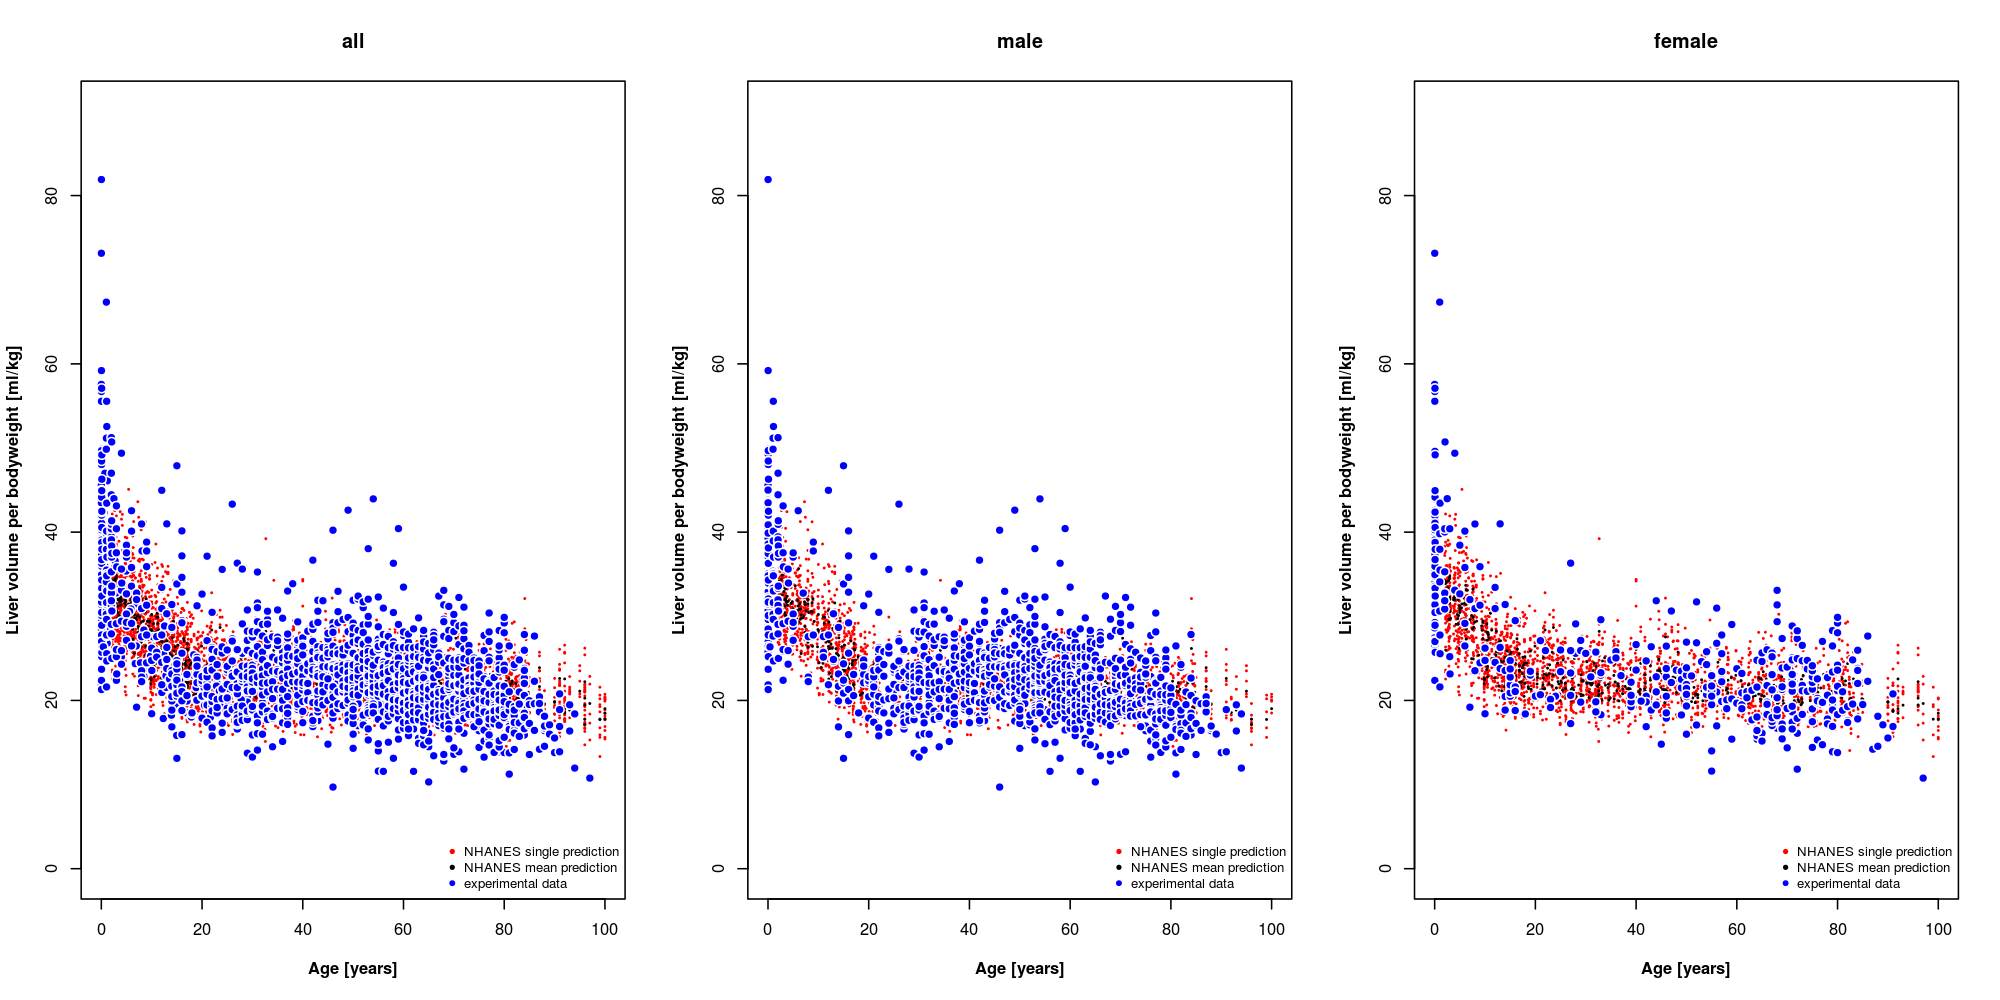 all
Liver volume per bodyweight [ml/kg]
80
60
40
20
0
NHANES single prediction
NHANES mean prediction
experimental data
0 20 40 60 80 100
Age [years]
male
Liver volume per bodyweight [ml/kg]
80
60
40
20
0
NHANES single prediction
NHANES mean prediction
experimental data
0 20 40 60 80 100
Age [years]
female
Liver volume per bodyweight [ml/kg]
80
60
40
20
0
NHANES single prediction
NHANES mean prediction
experimental data
0 20 40 60 80 100
Age [years]